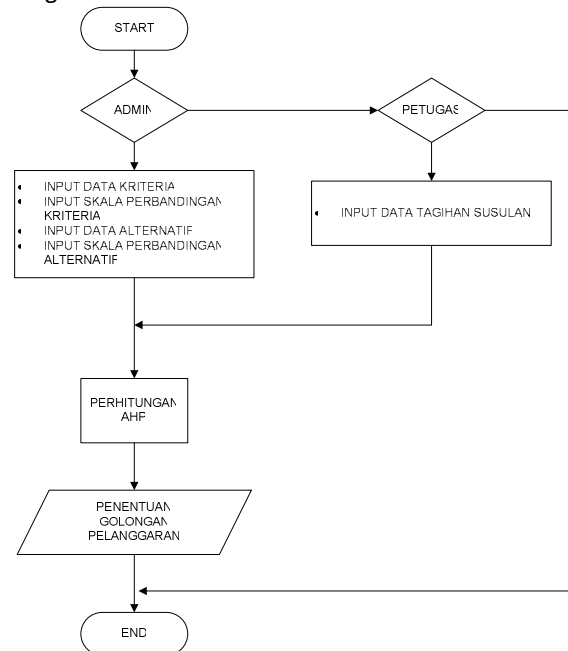 START
ADMIN
PETUGAS
INPUT DATA KRITERIA
INPUT SKALA PERBANDINGAN
KRITERIA
INPUT DATA ALTERNATIF
INPUT SKALA PERBANDINGAN
ALTERNATIF
INPUT DATA TAGIHAN SUSULAN
PERHITUNGAN
AHP
PENENTUAN
GOLONGAN
PELANGGARAN
END